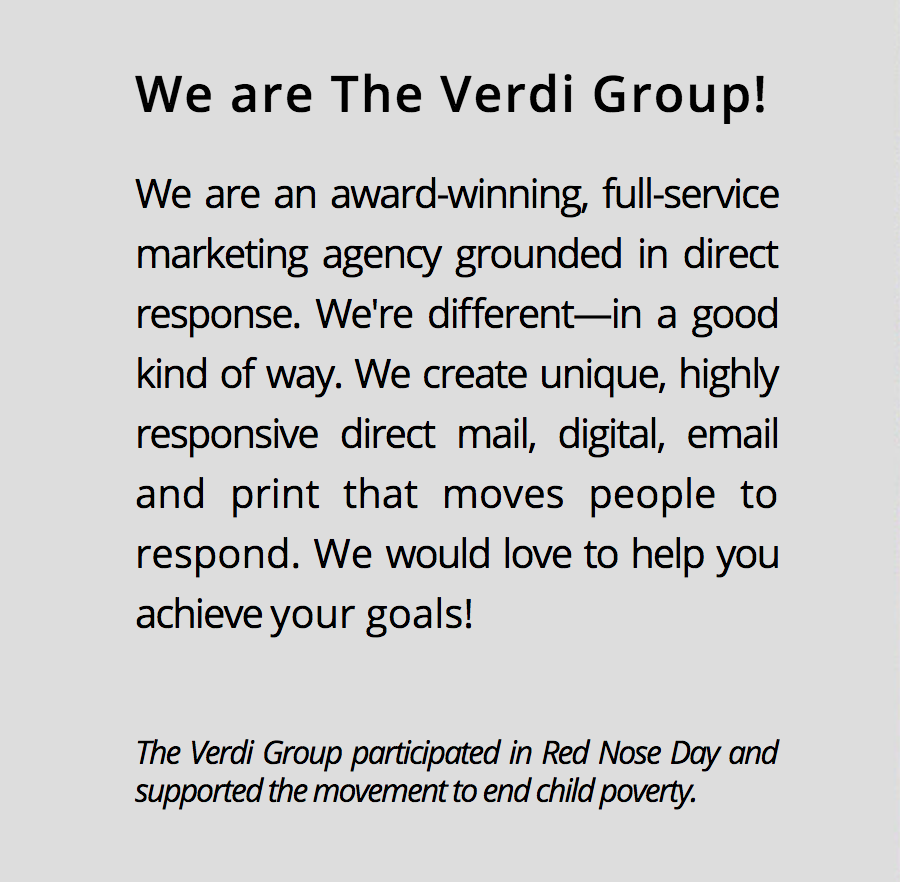 We are The Verdi Group!
We are an award-winning, full-service
marketing agency grounded in direct
response. We're different—in a good
kind of way. We create unique, highly
responsive direct mail, digital, email
and print that moves people to
respond. We would love to help you
achieve your goals!
The Verdi Group participated in Red Nose Day and
supported the movement to end child poverty.